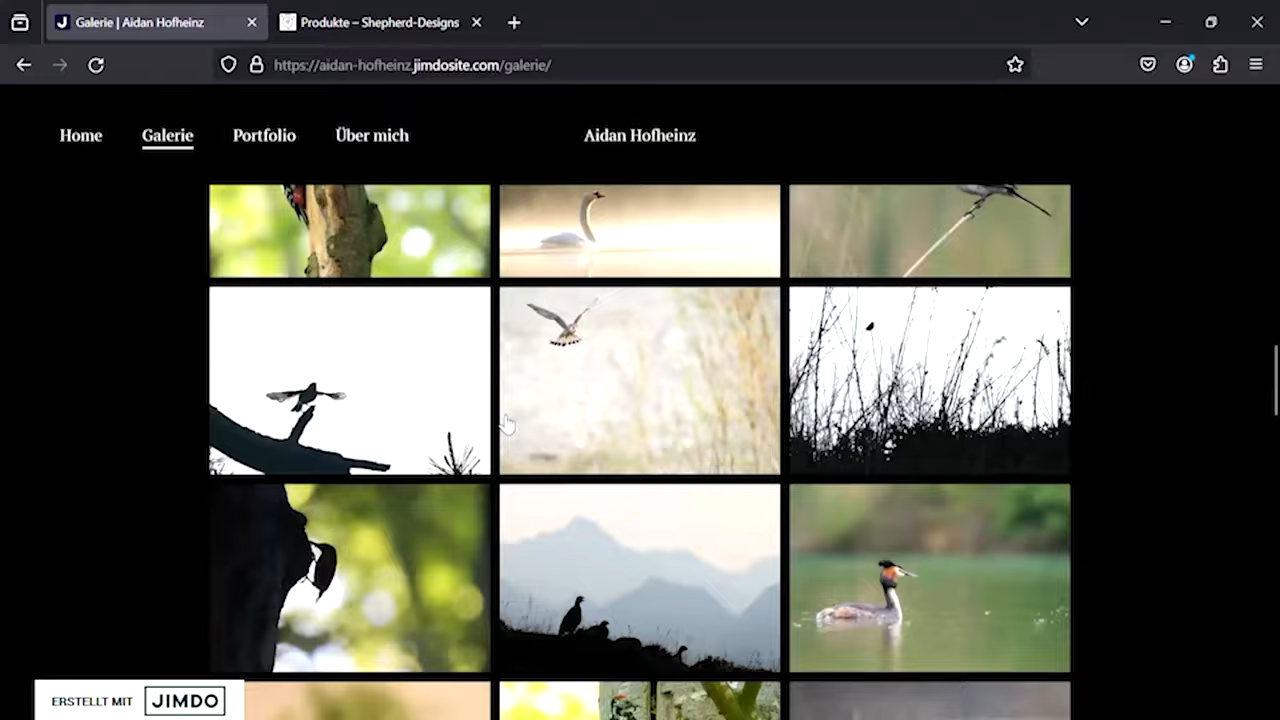 Galerie | Aidan Hofheinz
Produkte – Shepherd-Designs
https://aidan-hofheinz.jimdosite.com/galerie/
Home
Galerie
Portfolio
Über mich
Aidan Hofheinz
ERSTELLT MIT JIMDO